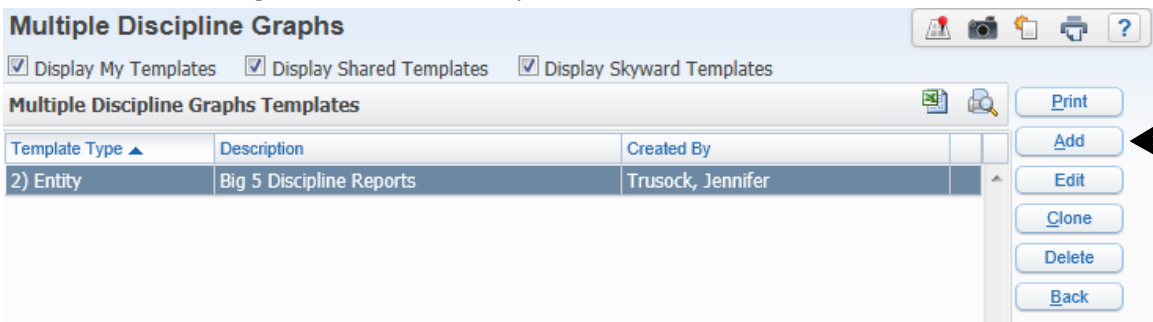 Multiple Discipline Graphs
?
Display My Templates Display Shared Templates Display Skyward Templates
Multiple Discipline Graphs Templates
Print
Template Type Description Created By
Add
2) Entity Big 5 Discipline Reports Trusock, Jennifer
Edit
Clone
Delete
Back